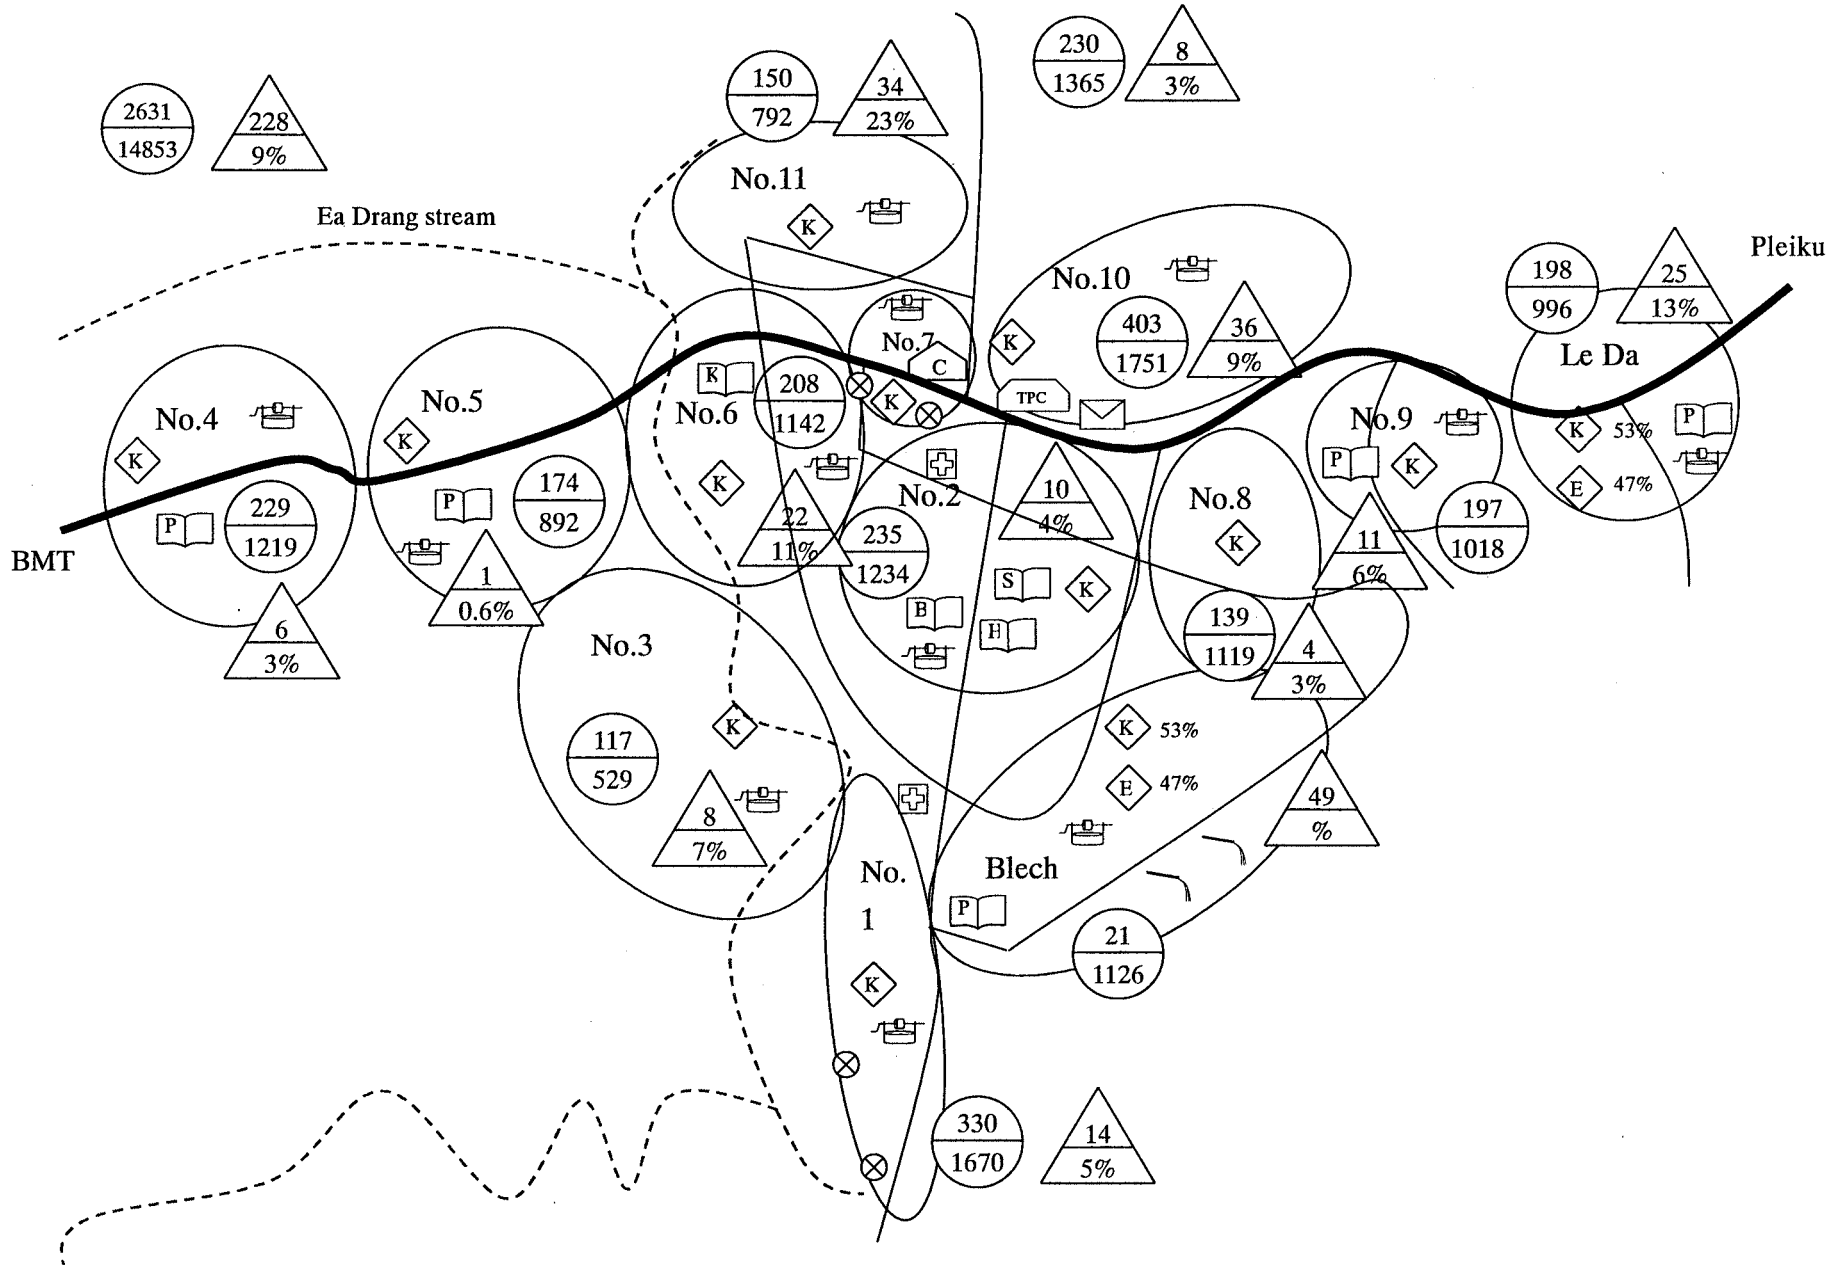 230
1365
8
3%
150
792
34
23%
2631
14853
228
9%
No.11
K
Ea Drang stream
Pleiku
198
996
25
13%
No.10
403
1751
36
9%
K
TPC
No.7
C
K
Le Da
P
K 53%
E 47%
No.4
K
P
229
1219
6
3%
BMT
No.5
K
P
174
892
1
0.6%
K
No.6
208
1142
K
22
11%
No.2
10
4%
235
1234
S
K
B
H
No.8
K
139
1119
4
3%
No.9
P
K
197
1018
11
6%
No.3
K
117
529
8
7%
K 53%
E 47%
49
%
Blech
P
21
1126
No.
1
K
330
1670
14
5%